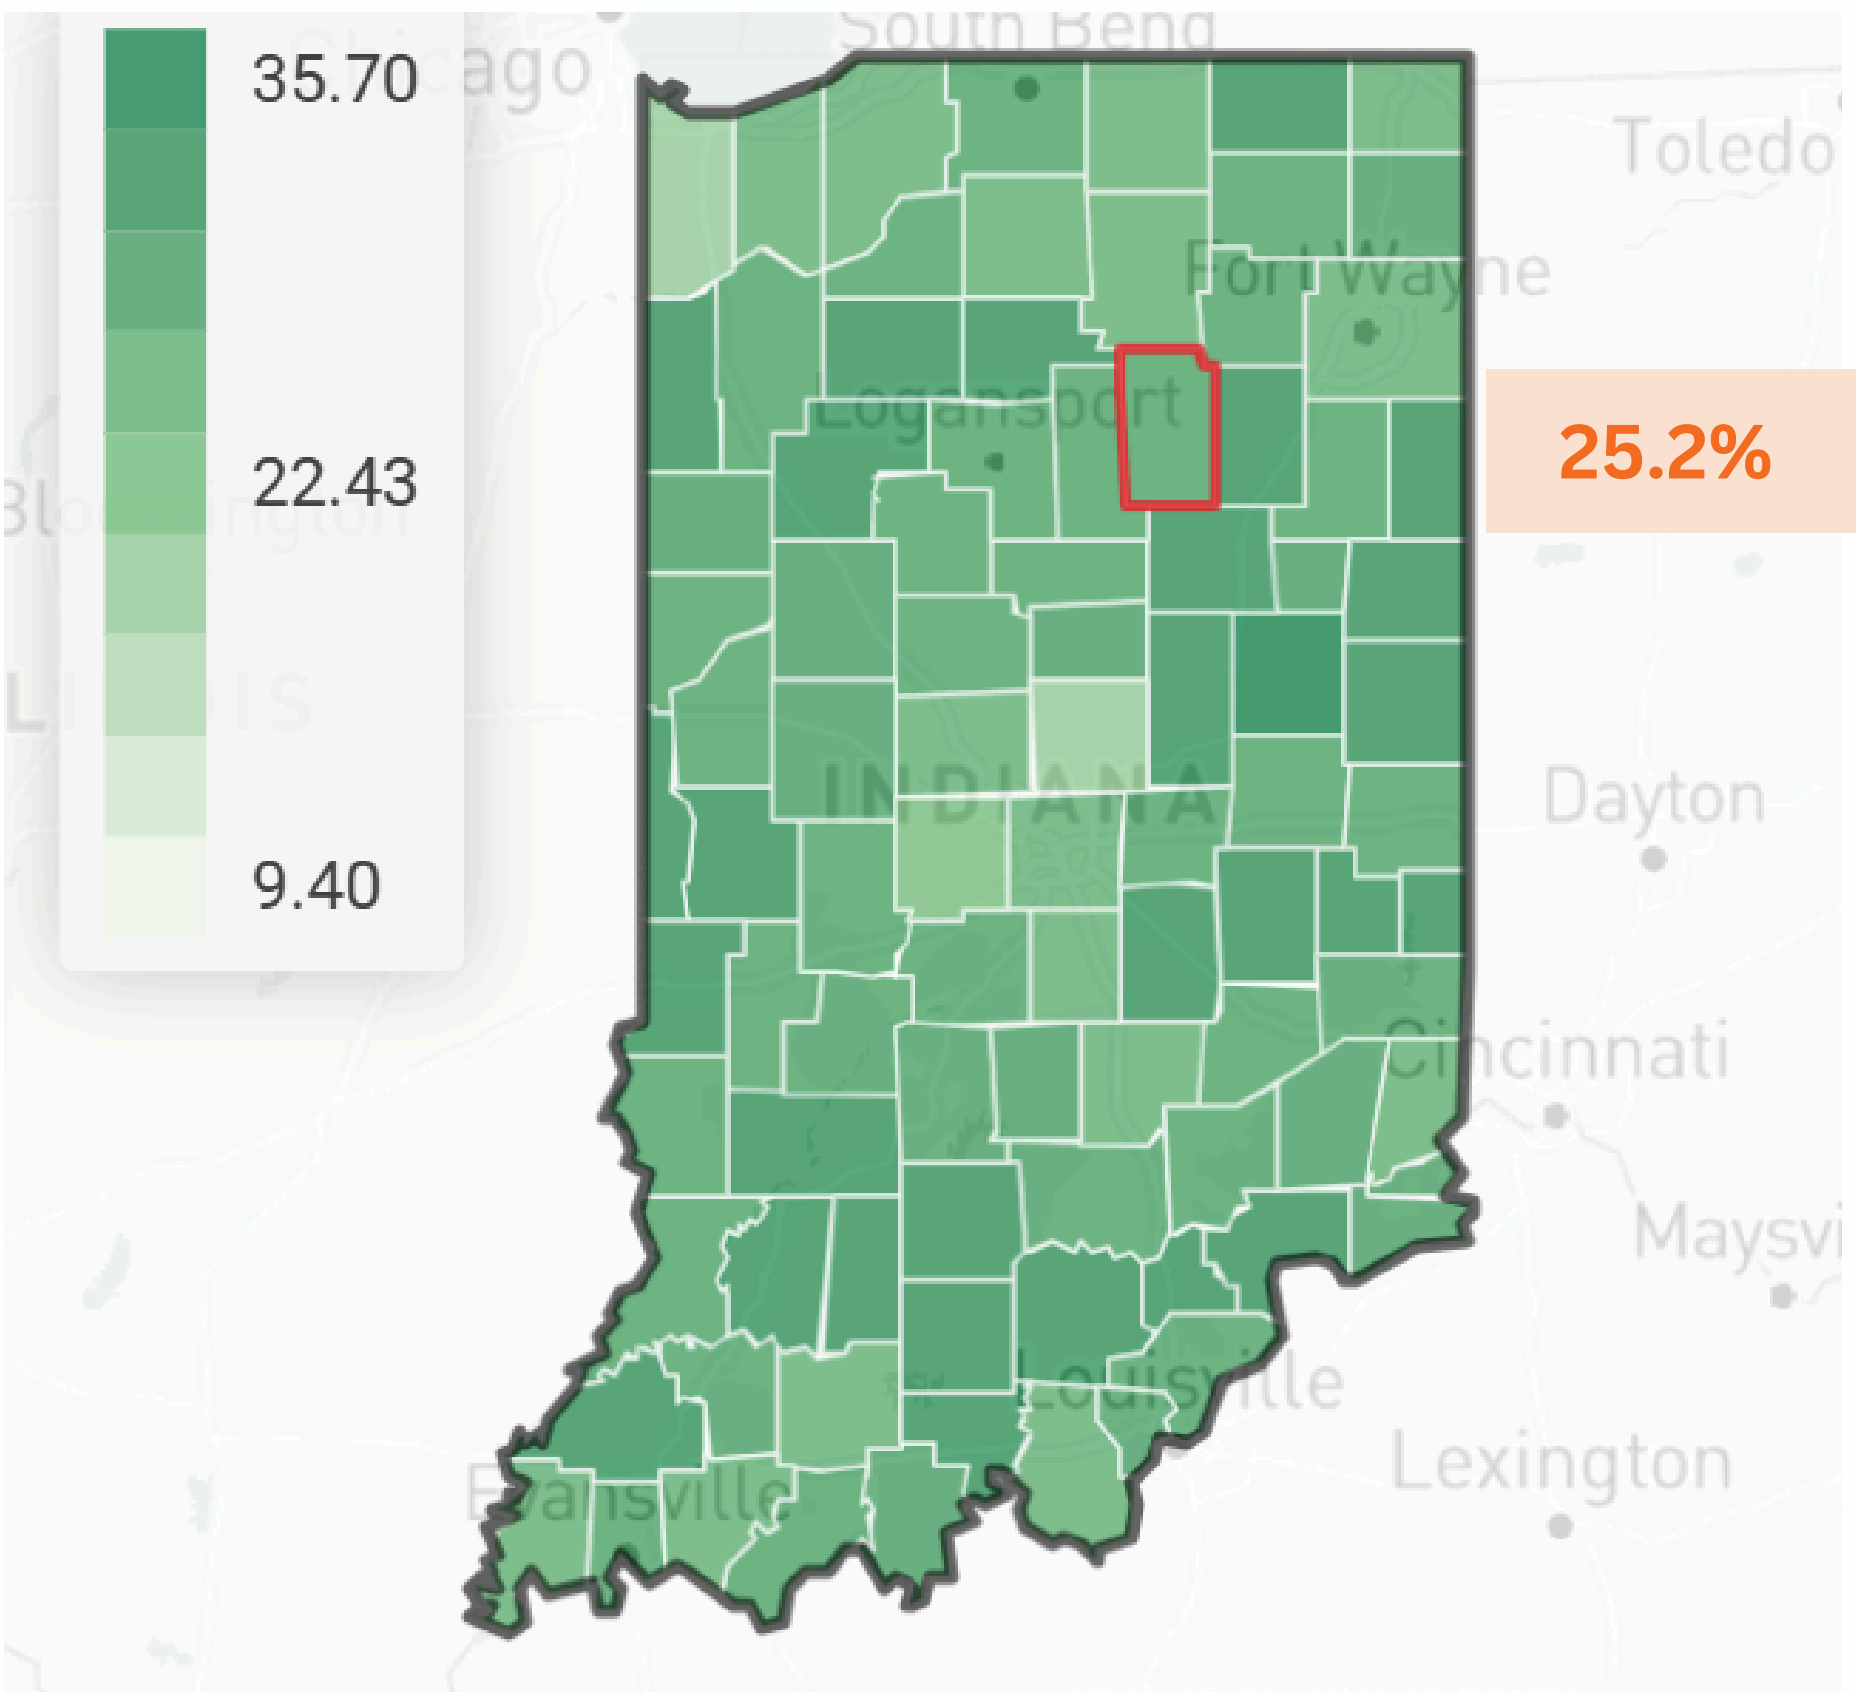 South Bend
35.70
Toledo
Fort Wayne
Logansport
25.2%
22.43
INDIANA
Dayton
9.40
Cincinnati
Maysvi
Louisville
Lexington
Evansville